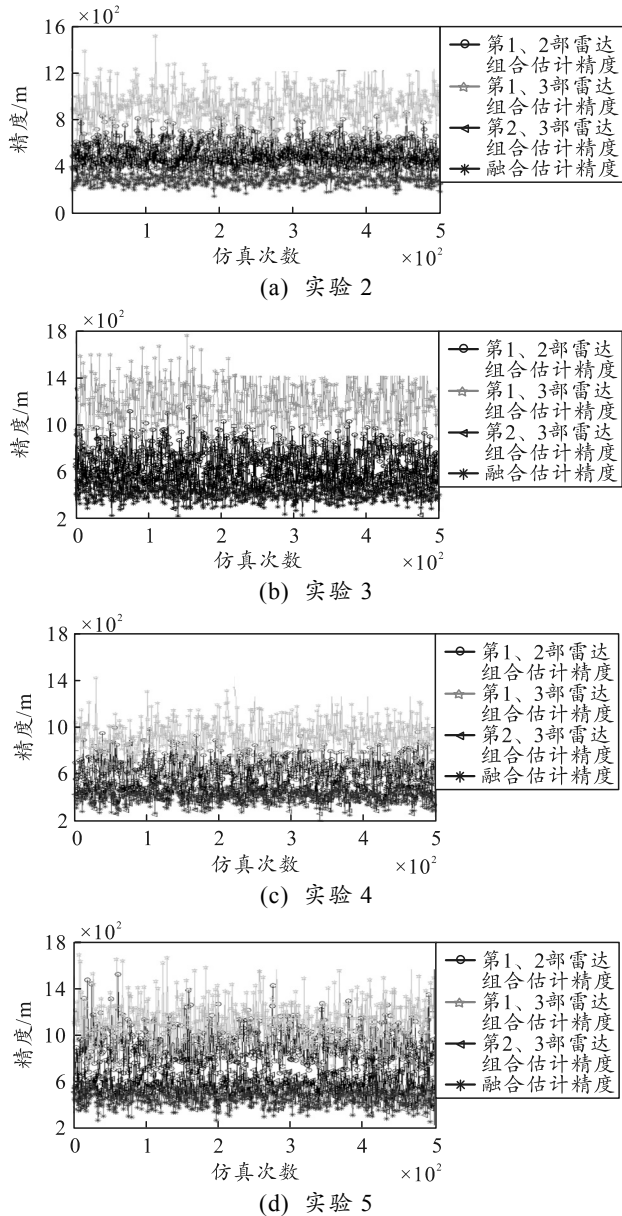 ×10²
16
12
8
4
0
精度/m
1
2
3
4
5
仿真次数
×10²
第1、2部雷达
组合估计精度
第1、3部雷达
组合估计精度
第2、3部雷达
组合估计精度
融合估计精度
(a) 实验 2
×10²
18
14
10
6
2
精度/m
0
1
2
3
4
5
仿真次数
×10²
第1、2部雷达
组合估计精度
第1、3部雷达
组合估计精度
第2、3部雷达
组合估计精度
融合估计精度
(b) 实验 3
×10²
18
14
10
6
2
精度/m
0
1
2
3
4
5
仿真次数
×10²
第1、2部雷达
组合估计精度
第1、3部雷达
组合估计精度
第2、3部雷达
组合估计精度
融合估计精度
(c) 实验 4
×10²
18
14
10
6
2
精度/m
0
1
2
3
4
5
仿真次数
×10²
第1、2部雷达
组合估计精度
第1、3部雷达
组合估计精度
第2、3部雷达
组合估计精度
融合估计精度
(d) 实验 5